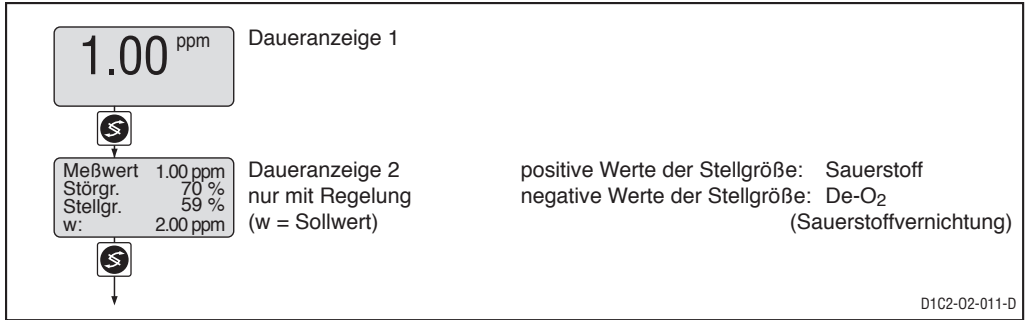 1.00 ppm
Daueranzeige 1
Meßwert 1.00 ppm
Störgr. 70 %
Stellgr. 59 %
w: 2.00 ppm
Daueranzeige 2
nur mit Regelung
(w = Sollwert)
positive Werte der Stellgröße: Sauerstoff
negative Werte der Stellgröße: De-O₂
(Sauerstoffvernichtung)
D1C2-O2-011-D